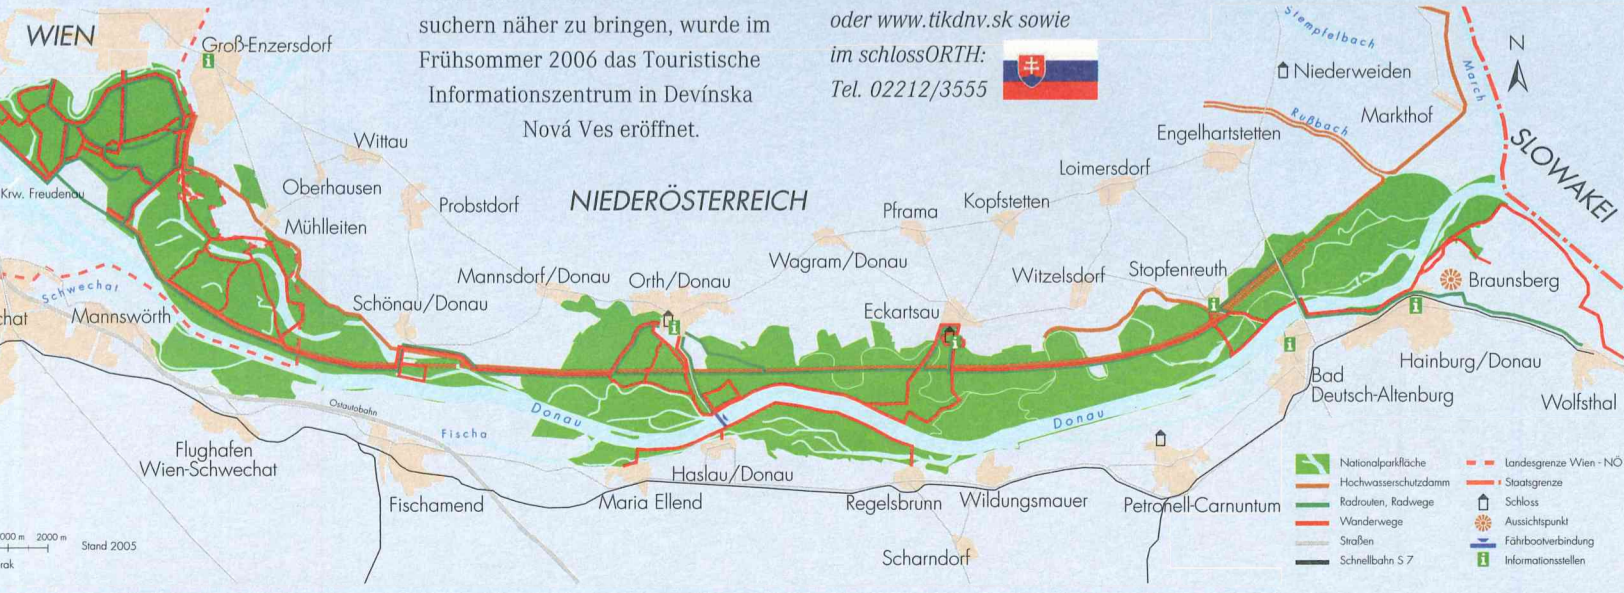 WIEN
Groß-Enzersdorf
suchern näher zu bringen, wurde im
Frühsommer 2006 das Touristische
Informationszentrum in Devínska
Nová Ves eröffnet.
oder www.tikdnv.sk sowie
im schlossORTH:
Tel. 02212/3555
Stempfelbach
Niederweiden
March
N
Markthof
Rußbach
SLOWAKEI
Engelhartstetten
Wittau
Loimersdorf
Krw. Freudenau
Oberhausen
Probstdorf
NIEDERÖSTERREICH
Pframa
Kopfstetten
Mühlleiten
Wagram/Donau
Mannsdorf/Donau
Orth/Donau
Witzelsdorf
Stopfenreuth
Braunsberg
Schwechat
chat
Mannswörth
Schönau/Donau
Eckartsau
Hainburg/Donau
Bad
Deutsch-Altenburg
Wolfsthal
Ostautobahn
Donau
Donau
Fischa
Flughafen
Wien-Schwechat
Haslau/Donau
Fischamend
Maria Ellend
Regelsbrunn
Wildungsmauer
Petronell-Carnuntum
Scharndorf
000 m 2000 m
Stand 2005
rak
Nationalparkfläche
Hochwasserschutzdamm
Radrouten, Radwege
Wanderwege
Straßen
Schnellbahn S 7
Landesgrenze Wien - NÖ
Staatsgrenze
Schloss
Aussichtspunkt
Fährbootverbindung
Informationsstellen